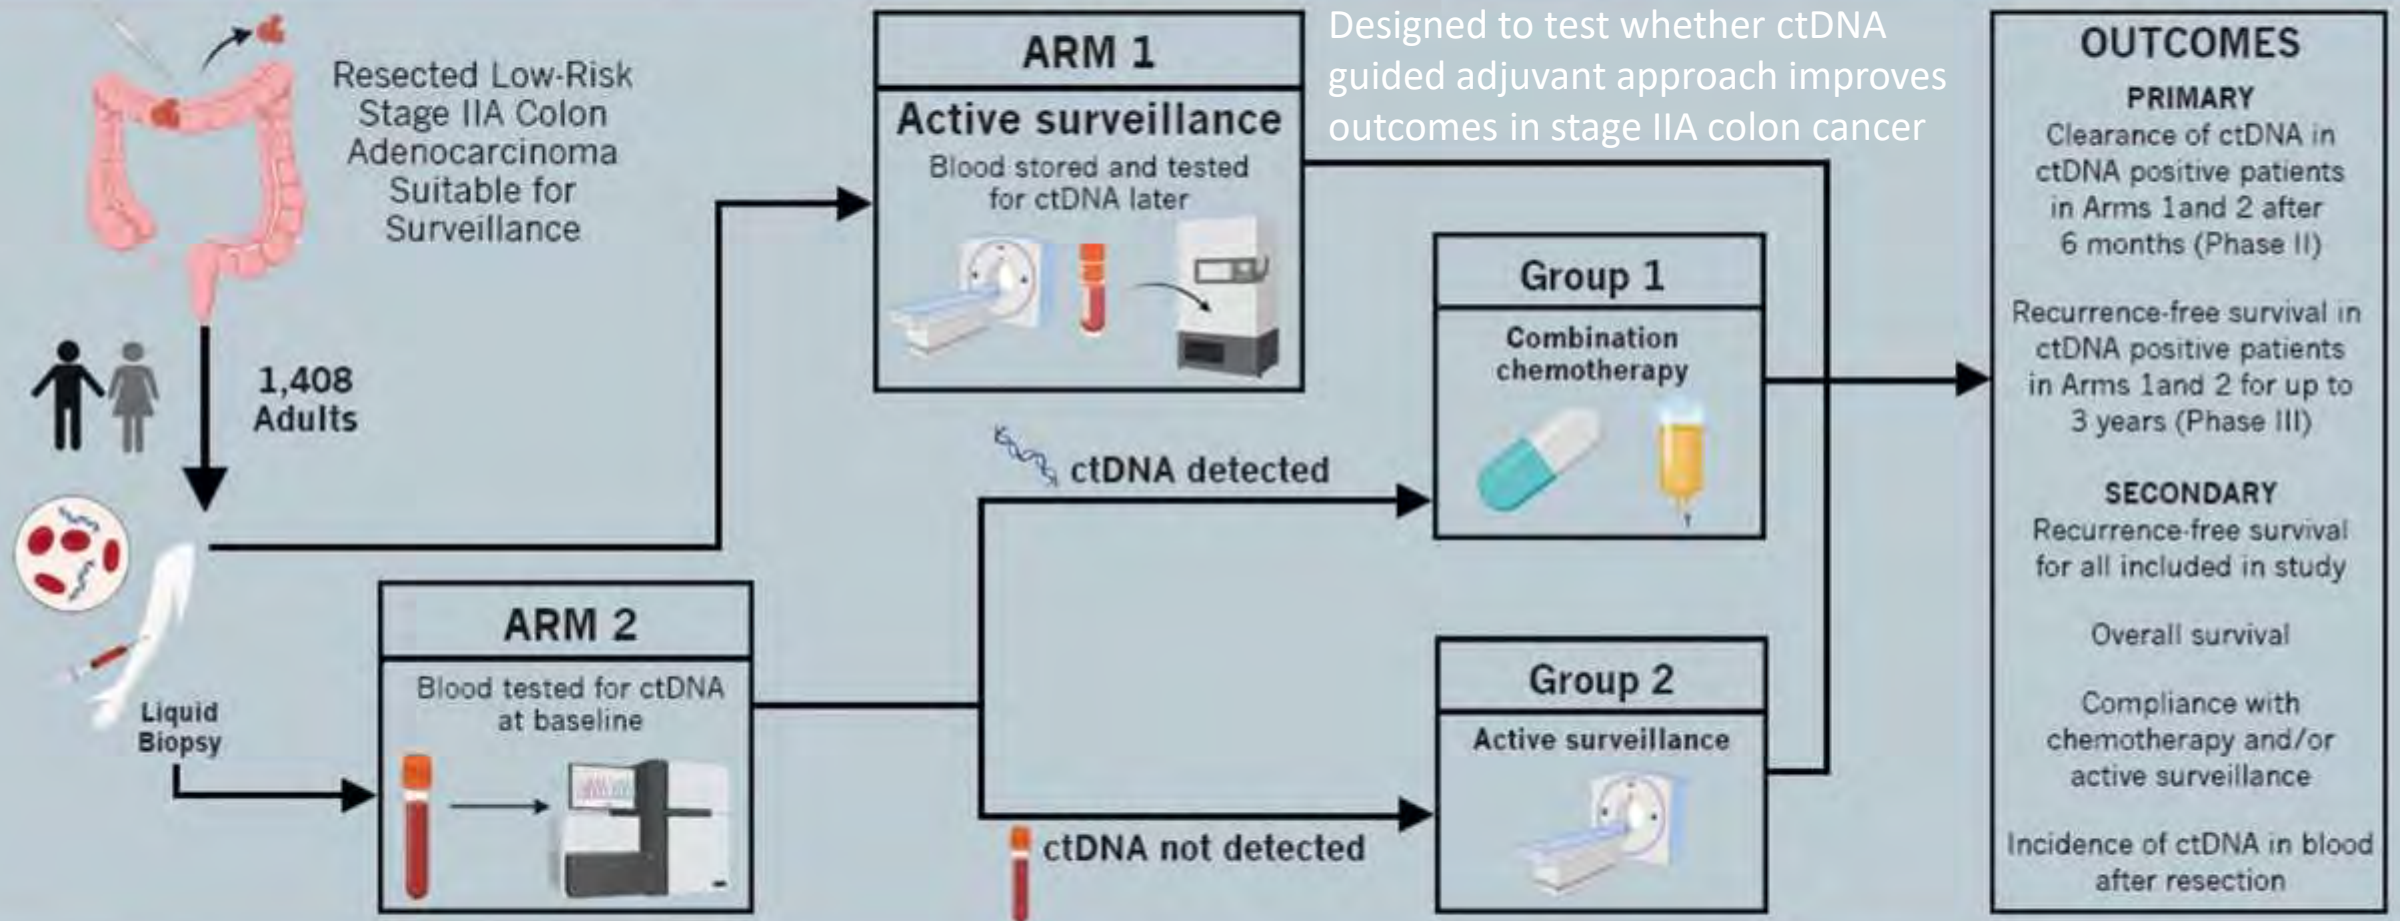 Resected Low-Risk
Stage IIA Colon
Adenocarcinoma
Suitable for
Surveillance
1,408
Adults
Liquid
Biopsy
ARM 1
Active surveillance
Blood stored and tested
for ctDNA later
Designed to test whether ctDNA
guided adjuvant approach improves
outcomes in stage IIA colon cancer
ARM 2
Blood tested for ctDNA
at baseline
ctDNA detected
ctDNA not detected
Group 1
Combination
chemotherapy
Group 2
Active surveillance
OUTCOMES
PRIMARY
Clearance of ctDNA in
ctDNA positive patients
in Arms 1and 2 after
6 months (Phase II)
Recurrence-free survival in
ctDNA positive patients
in Arms 1and 2 for up to
3 years (Phase III)
SECONDARY
Recurrence-free survival
for all included in study
Overall survival
Compliance with
chemotherapy and/or
active surveillance
Incidence of ctDNA in blood
after resection